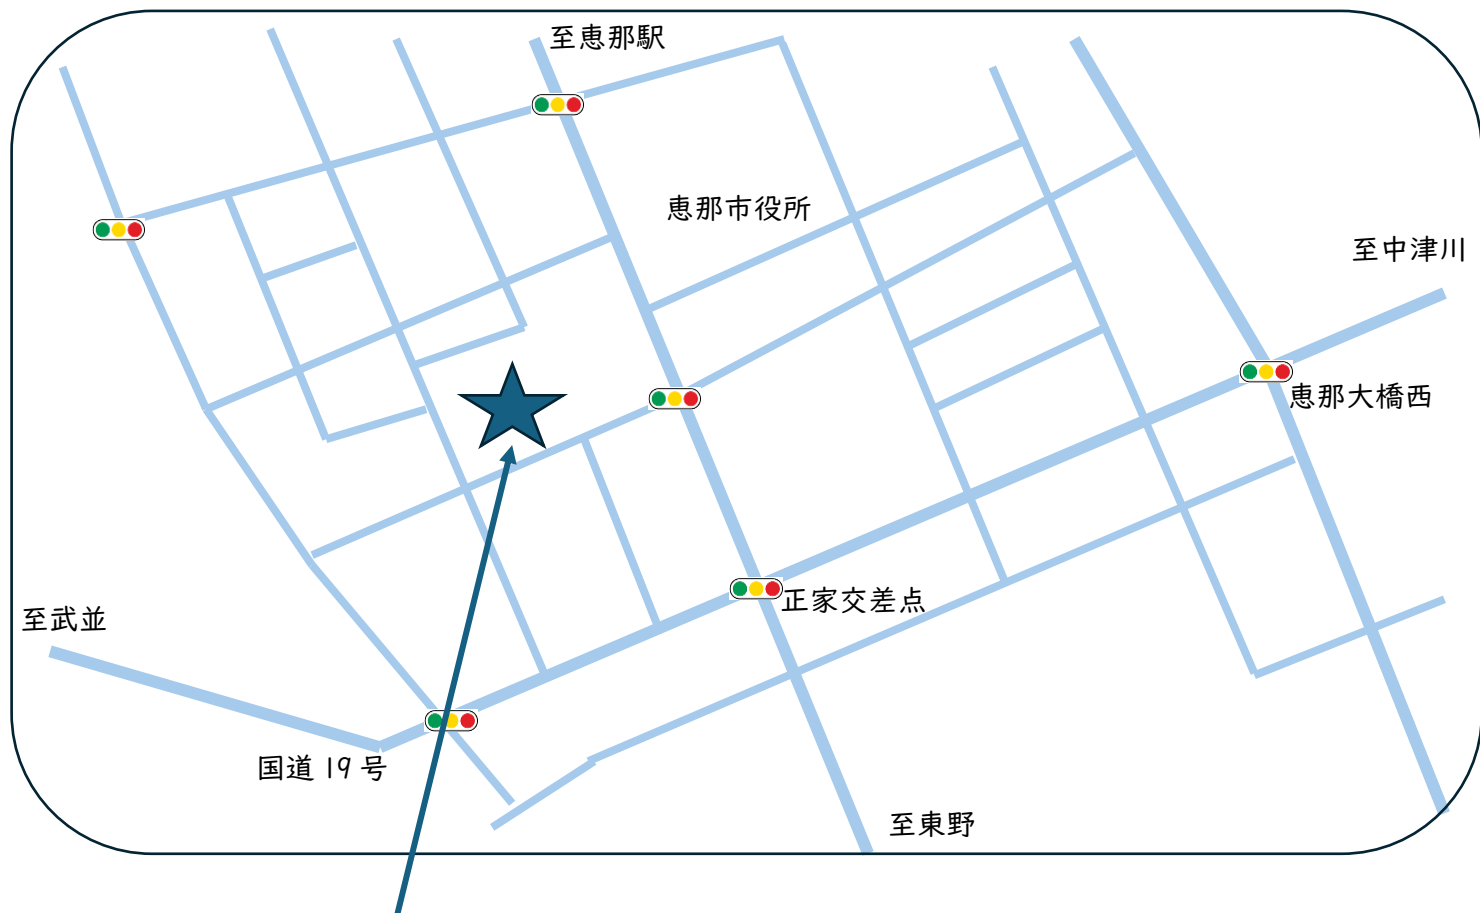 至恵那駅
恵那市役所
至中津川
恵那大橋西
正家交差点
至武並
国道 19 号
至東野